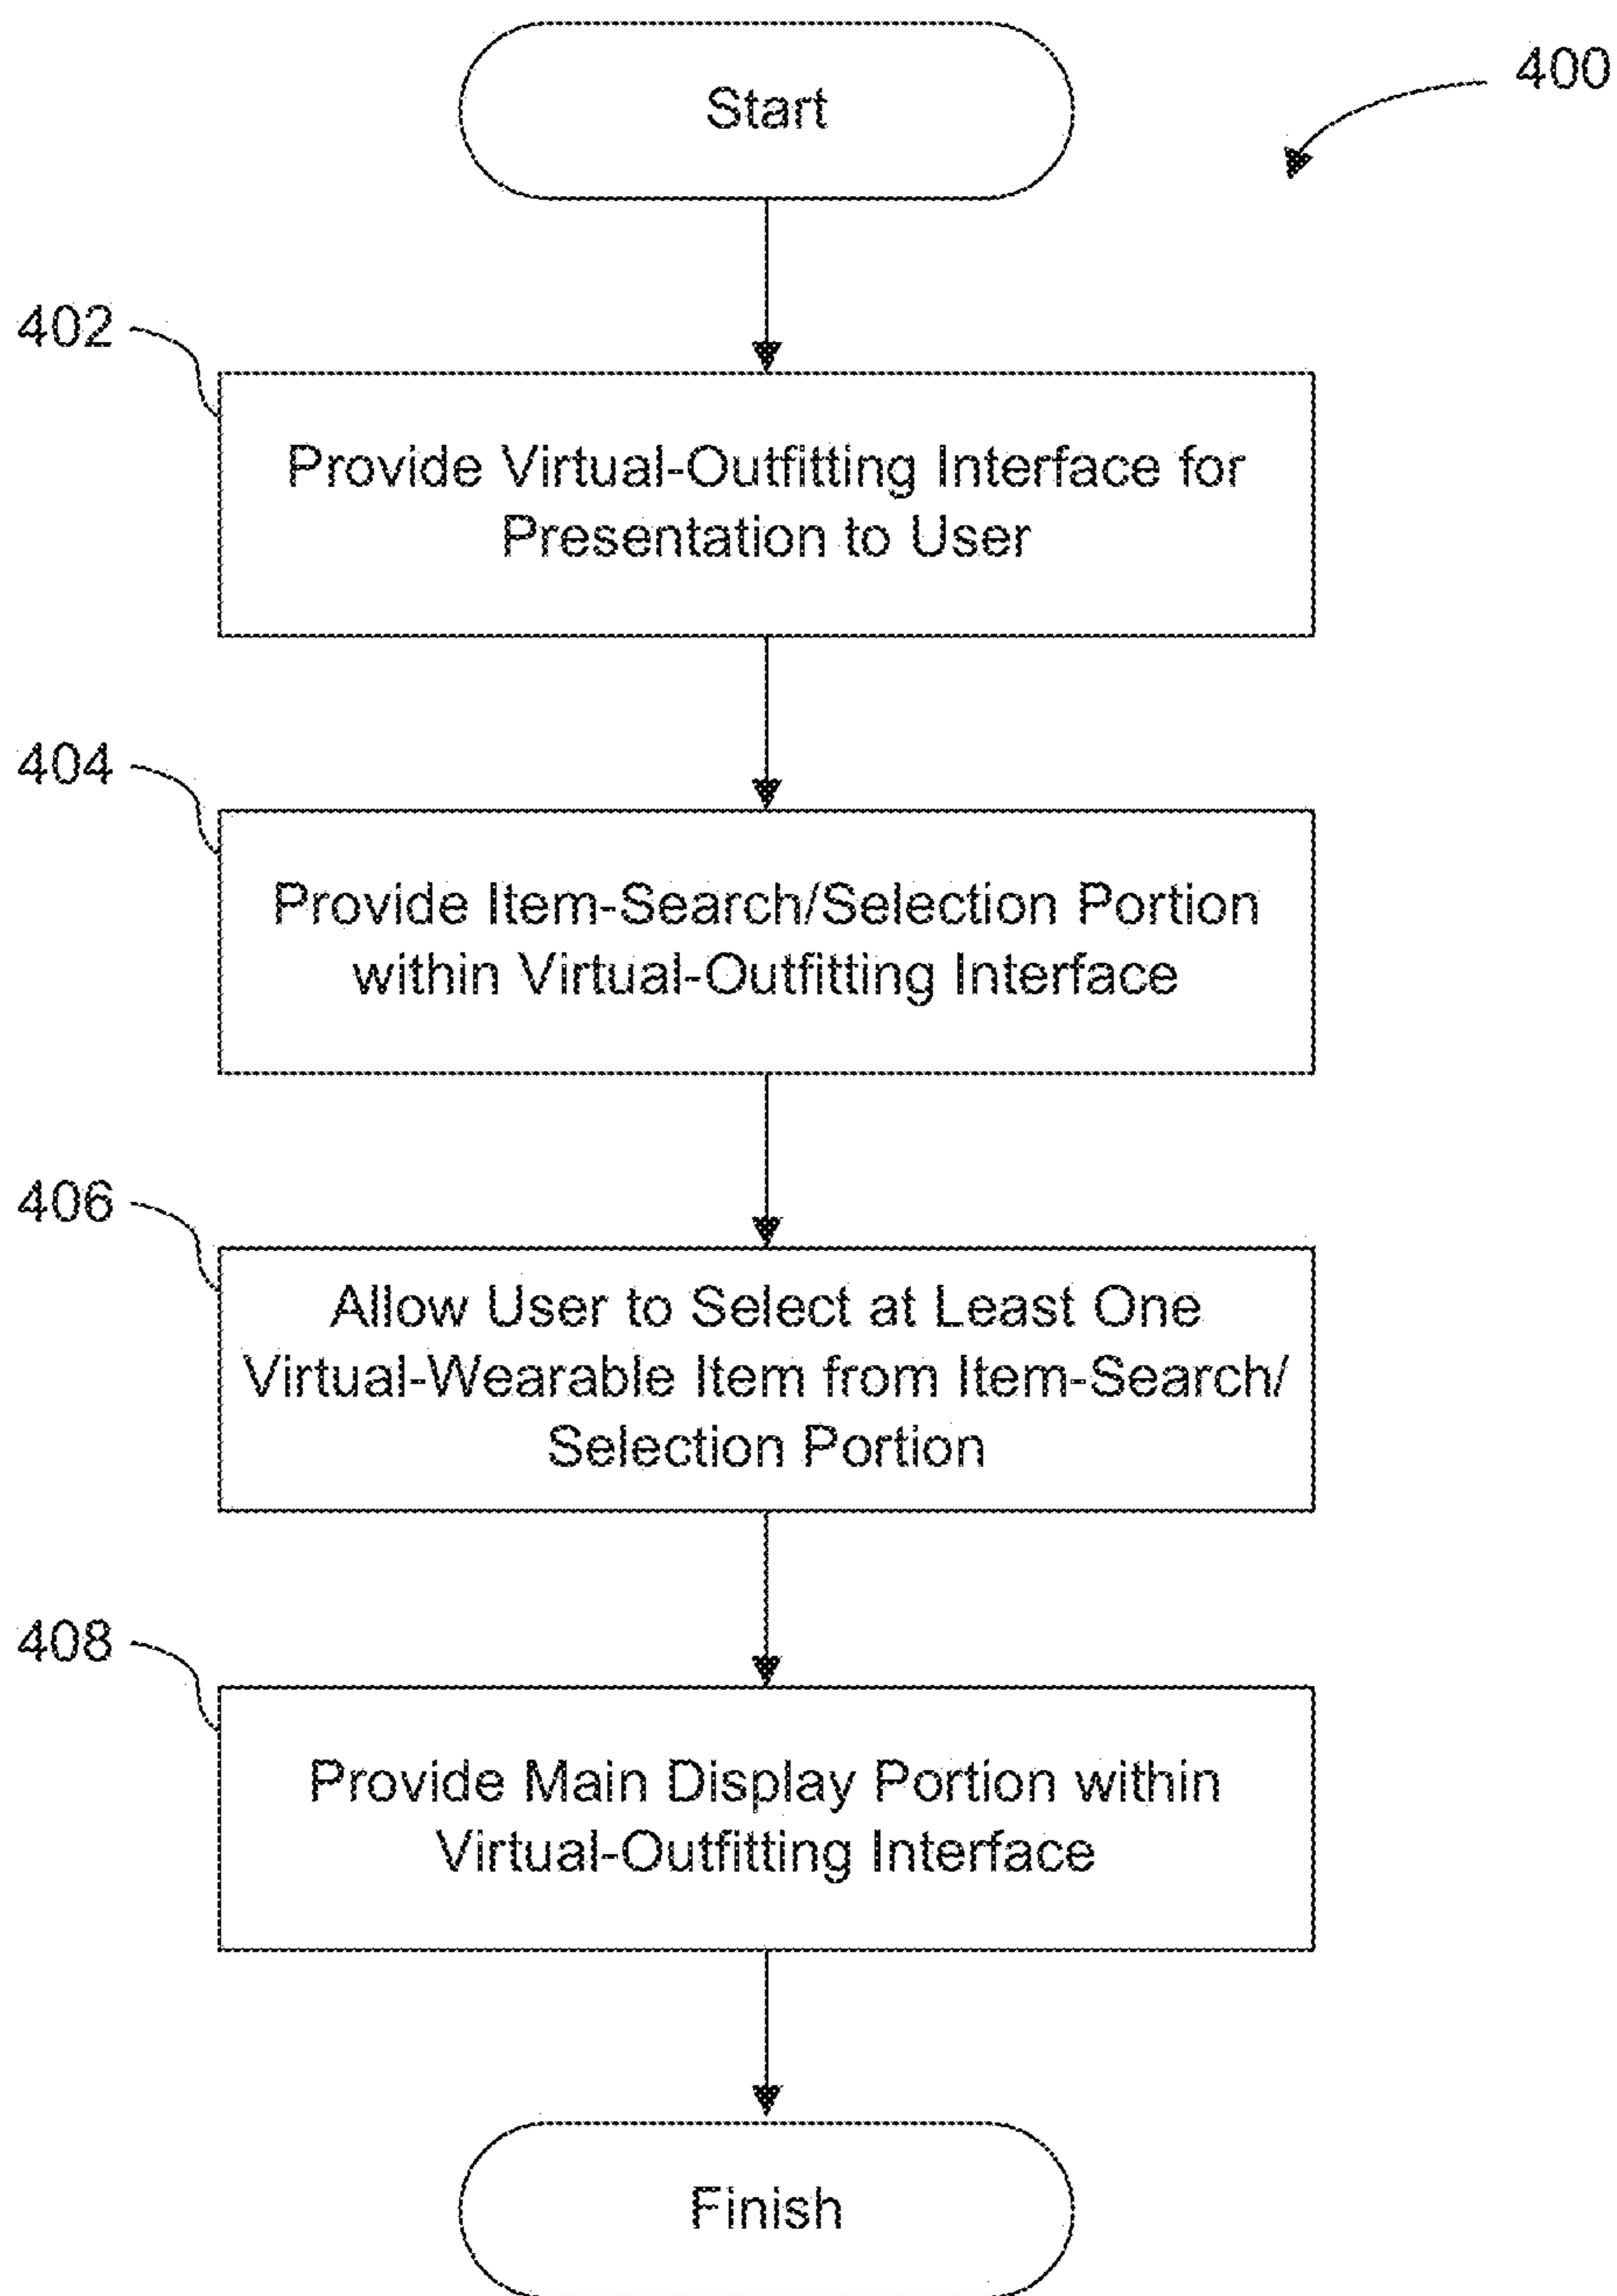 Start
400
402
Provide Virtual-Outfitting Interface for
Presentation to User
404
Provide Item-Search/Selection Portion
within Virtual-Outfitting Interface
406
Allow User to Select at Least One
Virtual-Wearable Item from Item-Search/
Selection Portion
408
Provide Main Display Portion within
Virtual-Outfitting Interface
Finish